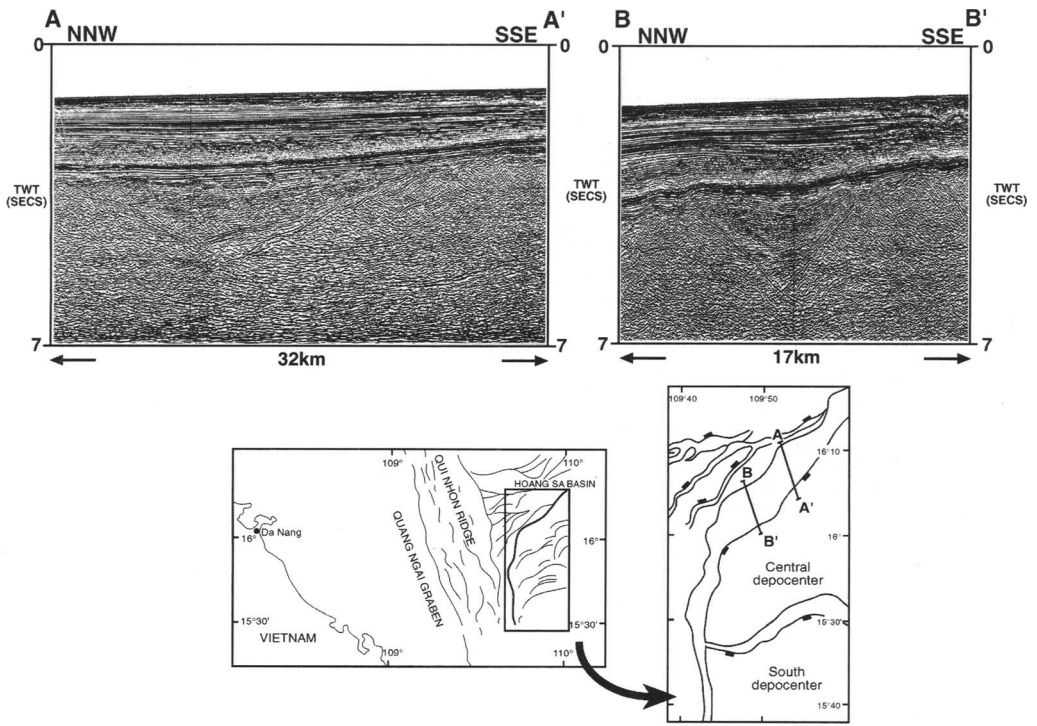 A A' B B'
NNW SSE NNW SSE
0 0 0 0
TWT
(SECS)
TWT
(SECS)
TWT
(SECS)
7 7 7 7
32km
17km
109°40 109°50
A
16°10
B
A'
B'
16°
Central
depocenter
15°30'
South
depocenter
15°40
109° 110°
QUI NHON RIDGE
HOANG SA BASIN
Da Nang
16° 16°
QUANG NGAI GRABEN
15°30' 15°30'
VIETNAM
109° 110°